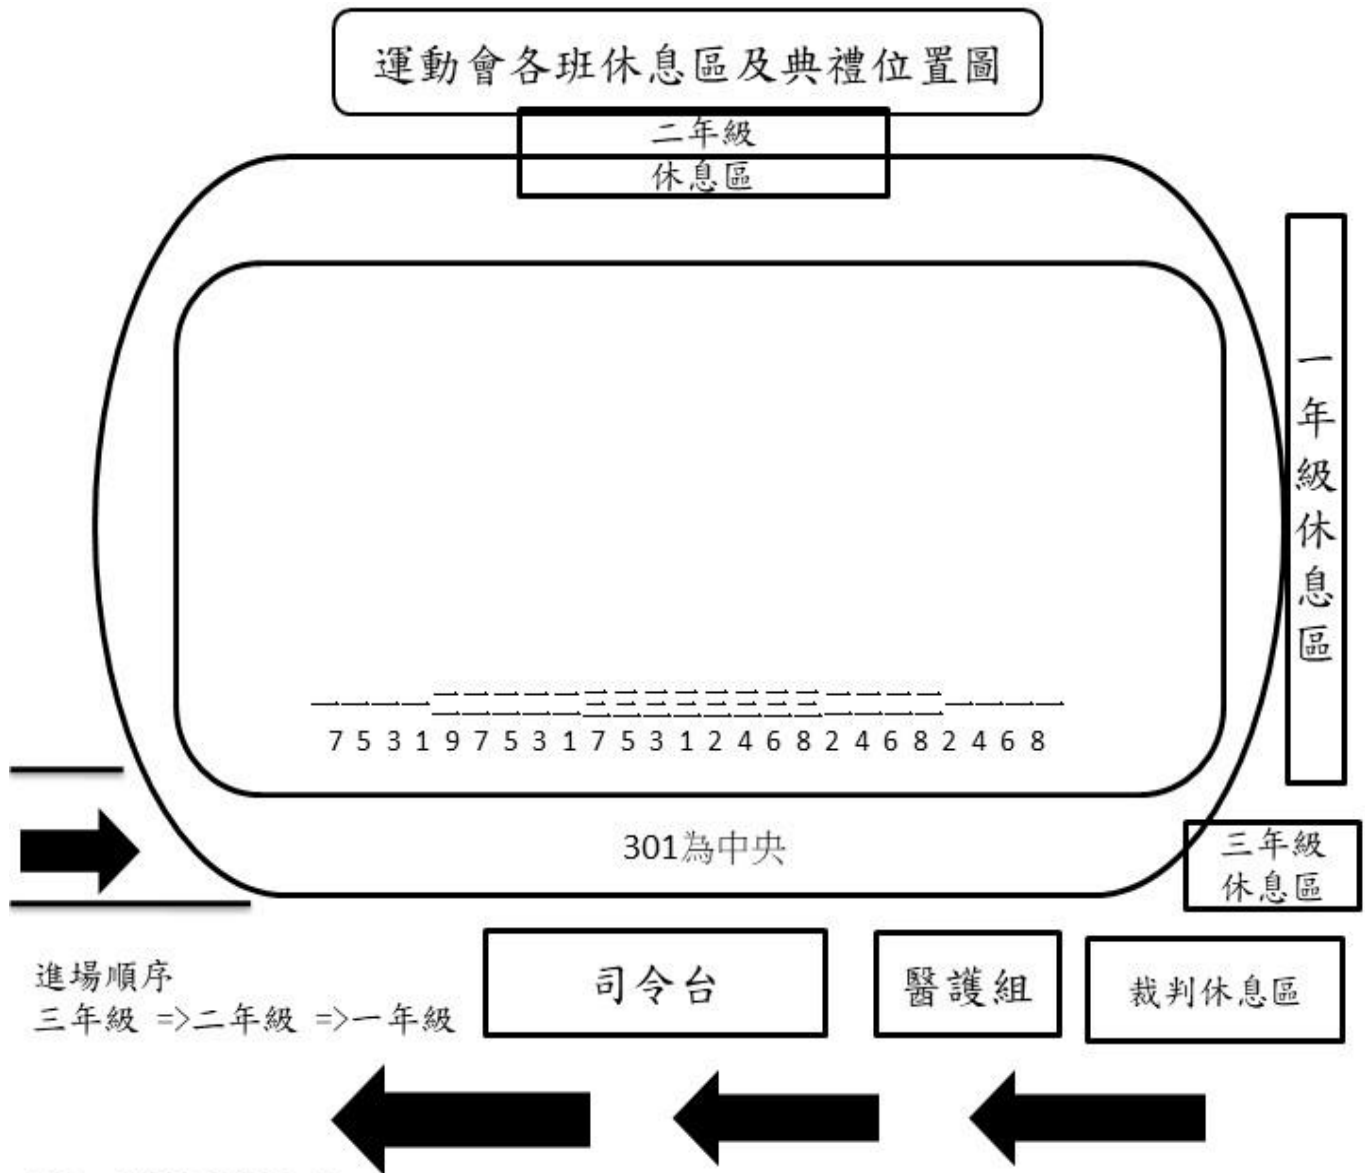 運動會各班休息區及典禮位置圖
二年級
休息區
一年級休息區
一一一一二二二二二三三三三三三三三二二二二一一一一
7 5 3 1 9 7 5 3 1 7 5 3 1 2 4 6 8 2 4 6 8 2 4 6 8
301為中央
三年級
休息區
進場順序
三年級 =>二年級 =>一年級
司令台
醫護組
裁判休息區